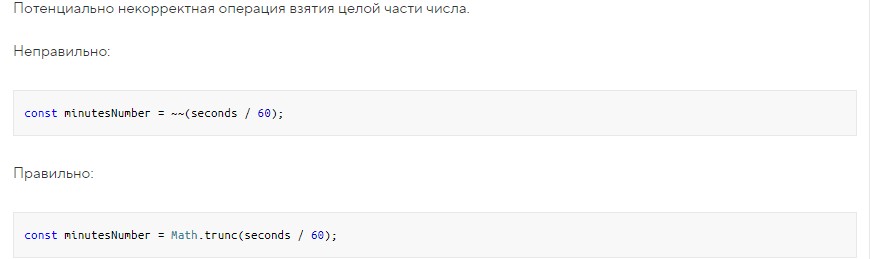 Потенциально некорректная операция взятия целой части числа.
Неправильно:
const minutesNumber = ~~(seconds / 60);
Правильно:
const minutesNumber = Math.trunc(seconds / 60);